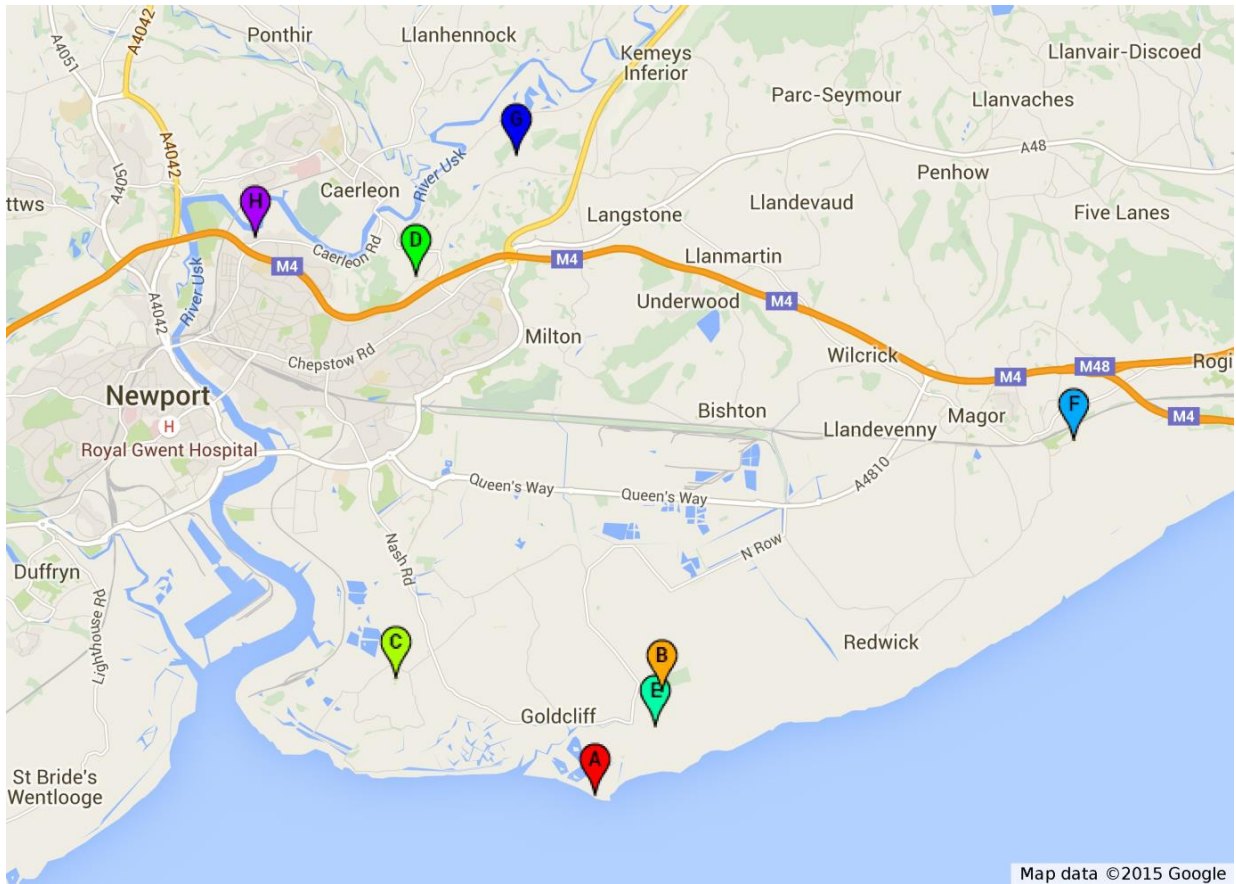 A4051
A4042
Ponthir
Llanhennock
Kemeys
Inferior
Llanvair-Discoed
Parc-Seymour
Llanvaches
G
A4042
A4051
River Usk
A48
Caerleon
Penhow
ttws
H
Langstone
Llandevaud
Five Lanes
D
Caerleon Rd
M4
M4
Llanmartin
River Usk
Underwood
M4
A4042
Milton
Chepstow Rd
Wilcrick
M48
Rogi
M4
Newport
F
Bishton
Magor
M4
H
Llandevenny
Royal Gwent Hospital
Queen's Way
Queen's Way
A4810
Nash Rd
N Row
Duffryn
Lighthouse Rd
C
Redwick
B
E
Goldcliff
A
St Bride's
Wentlooge
Map data ©2015 Google